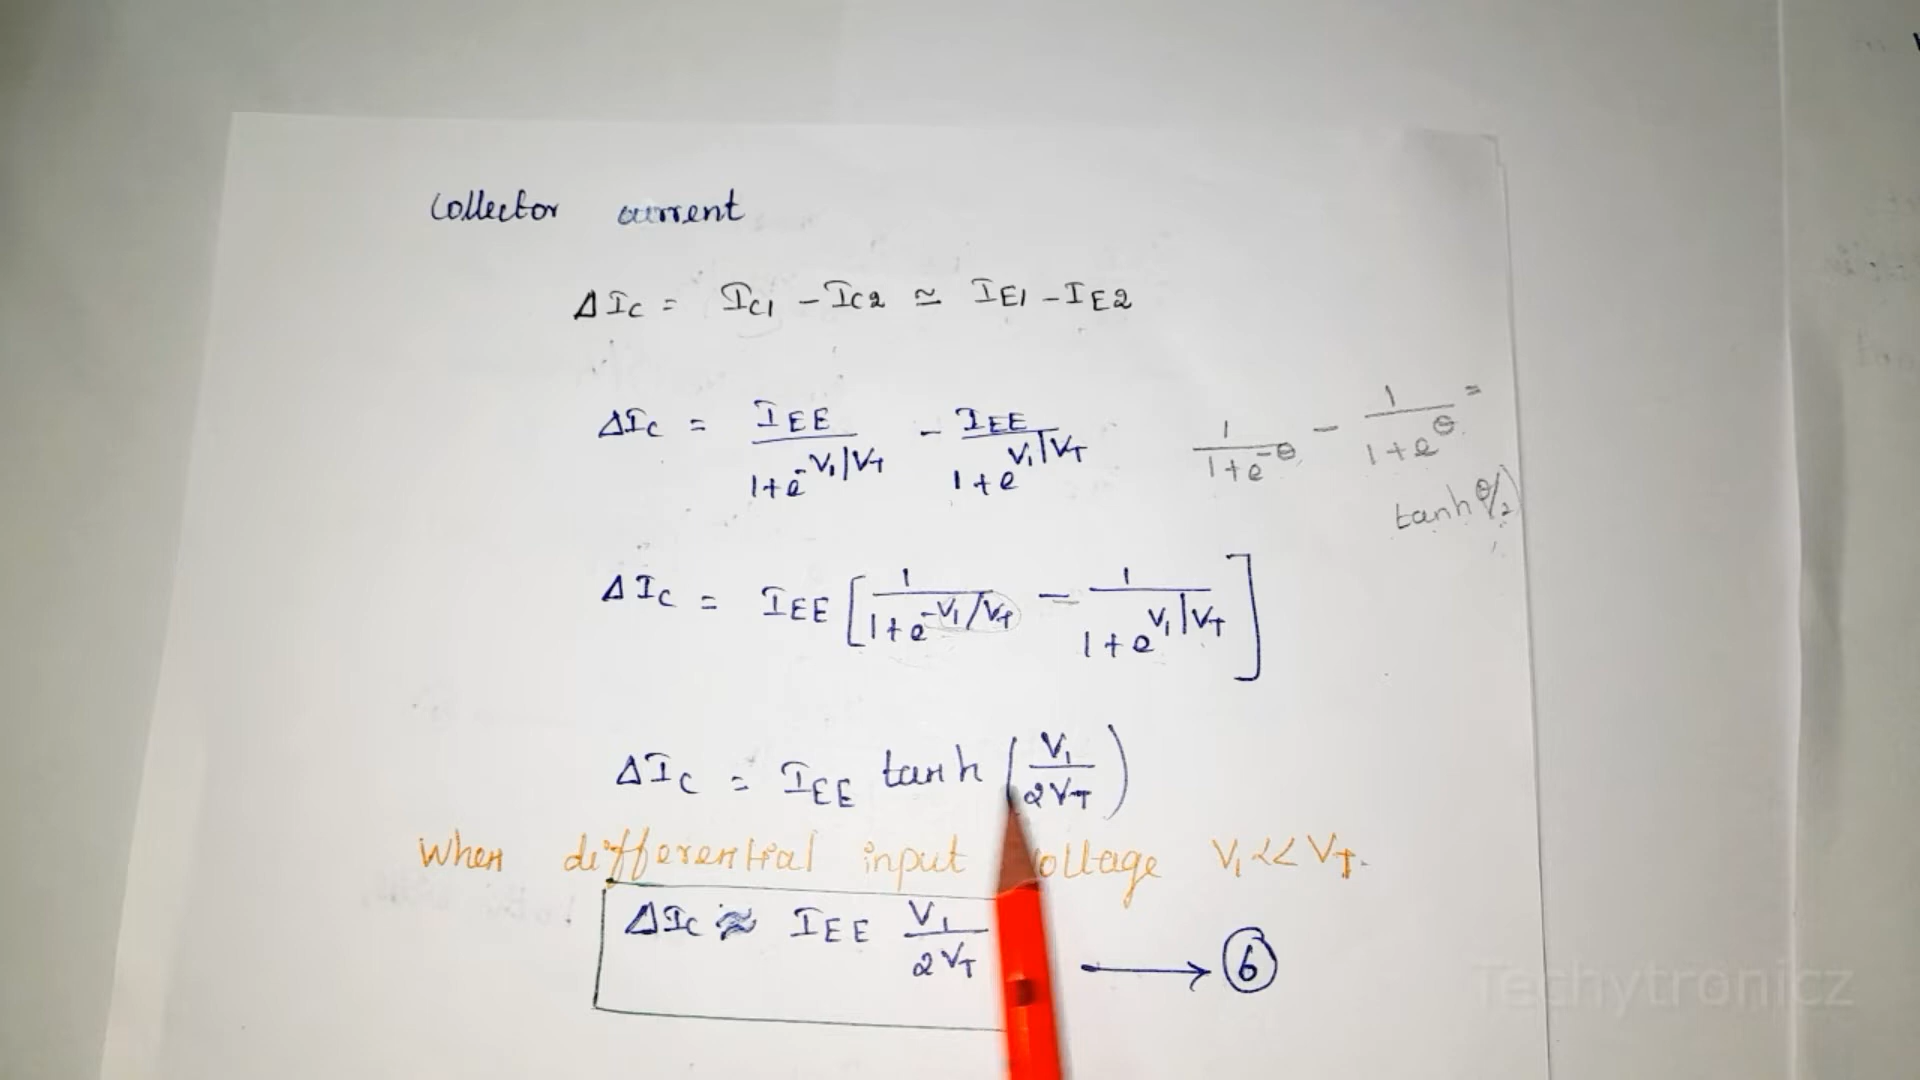 Collector current
ΔIC = IC1 - IC2 ≃ IE1 - IE2
ΔIC = IEE / (1+e^(-V1/VT)) - IEE / (1+e^(V1/VT))
1/(1+e^(-θ)) - 1/(1+e^θ) =
tanh θ/2
ΔIC = IEE [ 1/(1+e^(-V1/VT)) - 1/(1+e^(V1/VT)) ]
ΔIC = IEE tanh (V1/2VT)
When differential input voltage V1 << VT.
ΔIC ≈ IEE V1/2VT → 6
Techytronicz